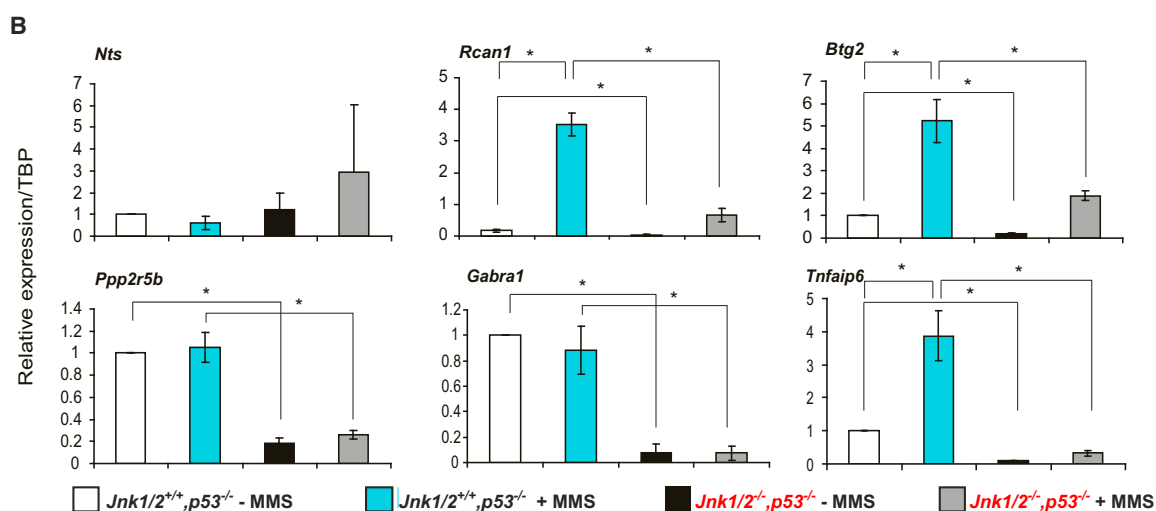 B
Nts
Rcan1
Btg2
* * *
* *
7
6
5
4
3
2
1
0
5
4
3
2
1
0
7
6
5
4
3
2
1
0
Relative expression/TBP
Ppp2r5b
Gabra1
Tnfaip6
* * * *
* * *
1.4
1.2
1
0.8
0.6
0.4
0.2
0
1.2
1
0.8
0.6
0.4
0.2
0
5
4
3
2
1
0
Jnk1/2+/+,p53-/- - MMS
Jnk1/2+/+,p53-/- + MMS
Jnk1/2-/-,p53-/- - MMS
Jnk1/2-/-,p53-/- + MMS